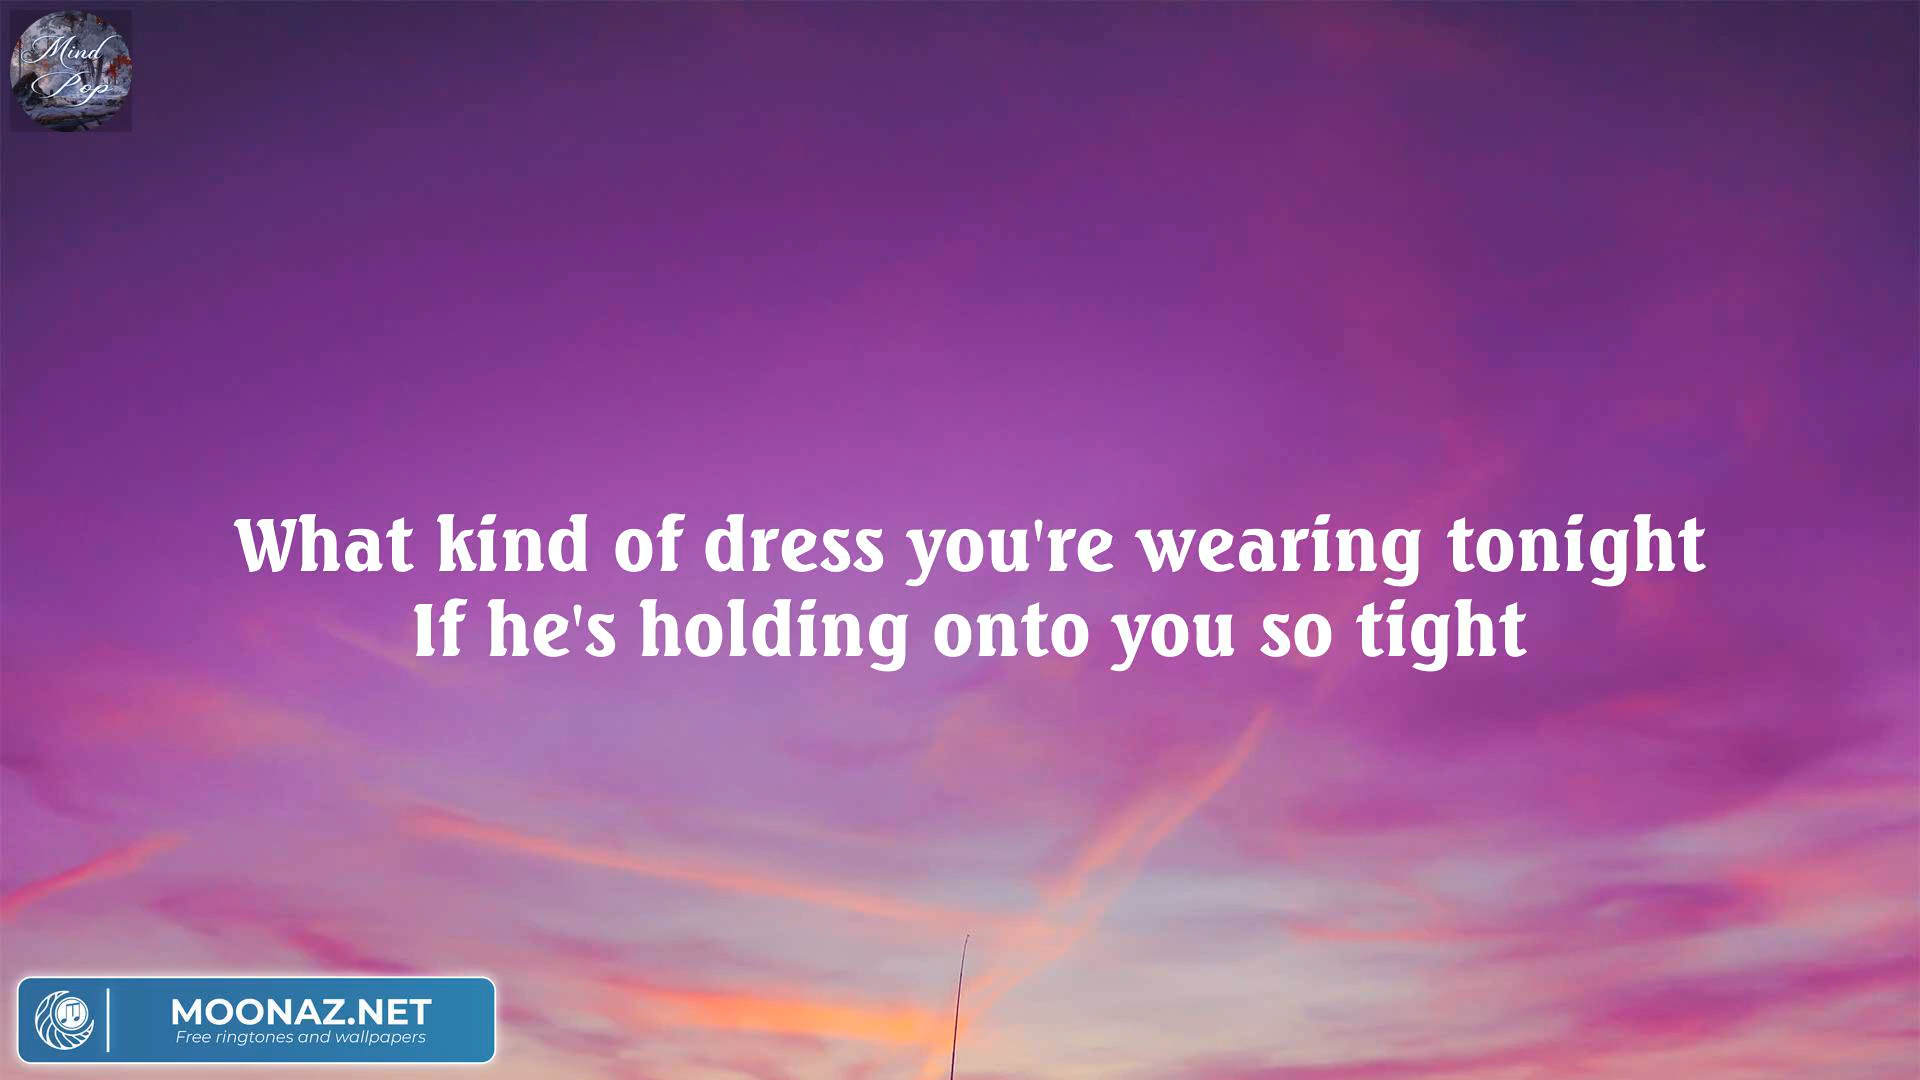 Mind
Pop
What kind of dress you're wearing tonight
If he's holding onto you so tight
MOONAZ.NET
Free ringtones and wallpapers